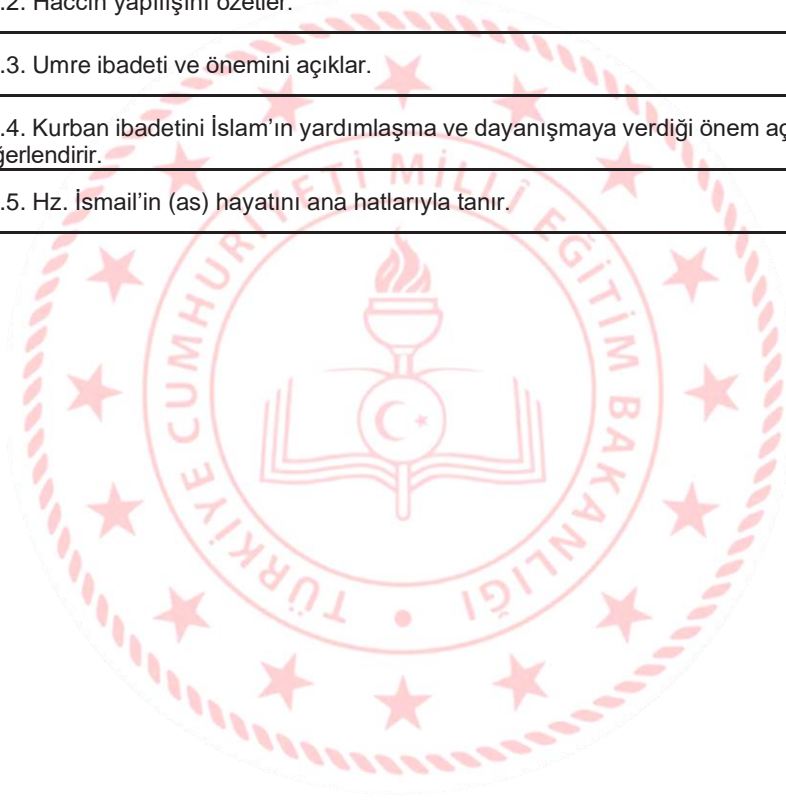 .2. Haccın yapılışını özetler.
.3. Umre ibadeti ve önemini açıklar.
.4. Kurban ibadetini İslam’ın yardımlaşma ve dayanışmaya verdiği önem aç
ğerlendirir.
.5. Hz. İsmail’in (as) hayatını ana hatlarıyla tanır.
TÜRKİYE CUMHURİYETİ MİLLÎ EĞİTİM BAKANLIĞI